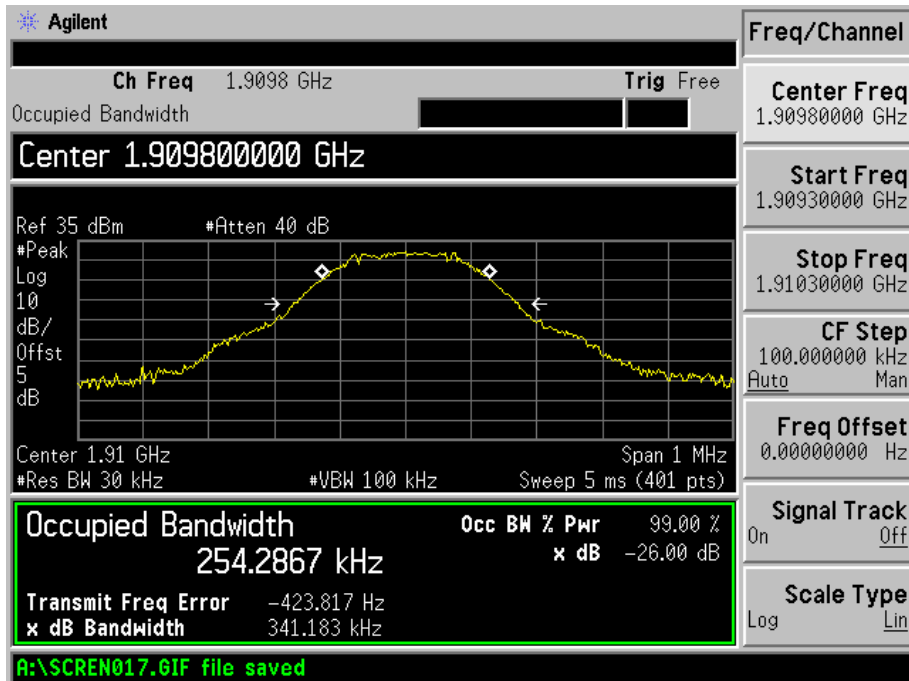 Agilent
Freq/Channel
Ch Freq 1.9098 GHz Trig Free
Occupied Bandwidth
Center 1.909800000 GHz
Ref 35 dBm #Atten 40 dB
#Peak
Log
10
dB/
Offst
5
dB
Center 1.91 GHz Span 1 MHz
#Res BW 30 kHz #VBW 100 kHz Sweep 5 ms (401 pts)
Occupied Bandwidth
254.2867 kHz
Occ BW % Pwr 99.00 %
x dB -26.00 dB
Transmit Freq Error -423.817 Hz
x dB Bandwidth 341.183 kHz
A:\SCREN017.GIF file saved
Center Freq
1.90980000 GHz
Start Freq
1.90930000 GHz
Stop Freq
1.91030000 GHz
CF Step
100.000000 kHz
Auto Man
Freq Offset
0.00000000 Hz
Signal Track
On Off
Scale Type
Log Lin